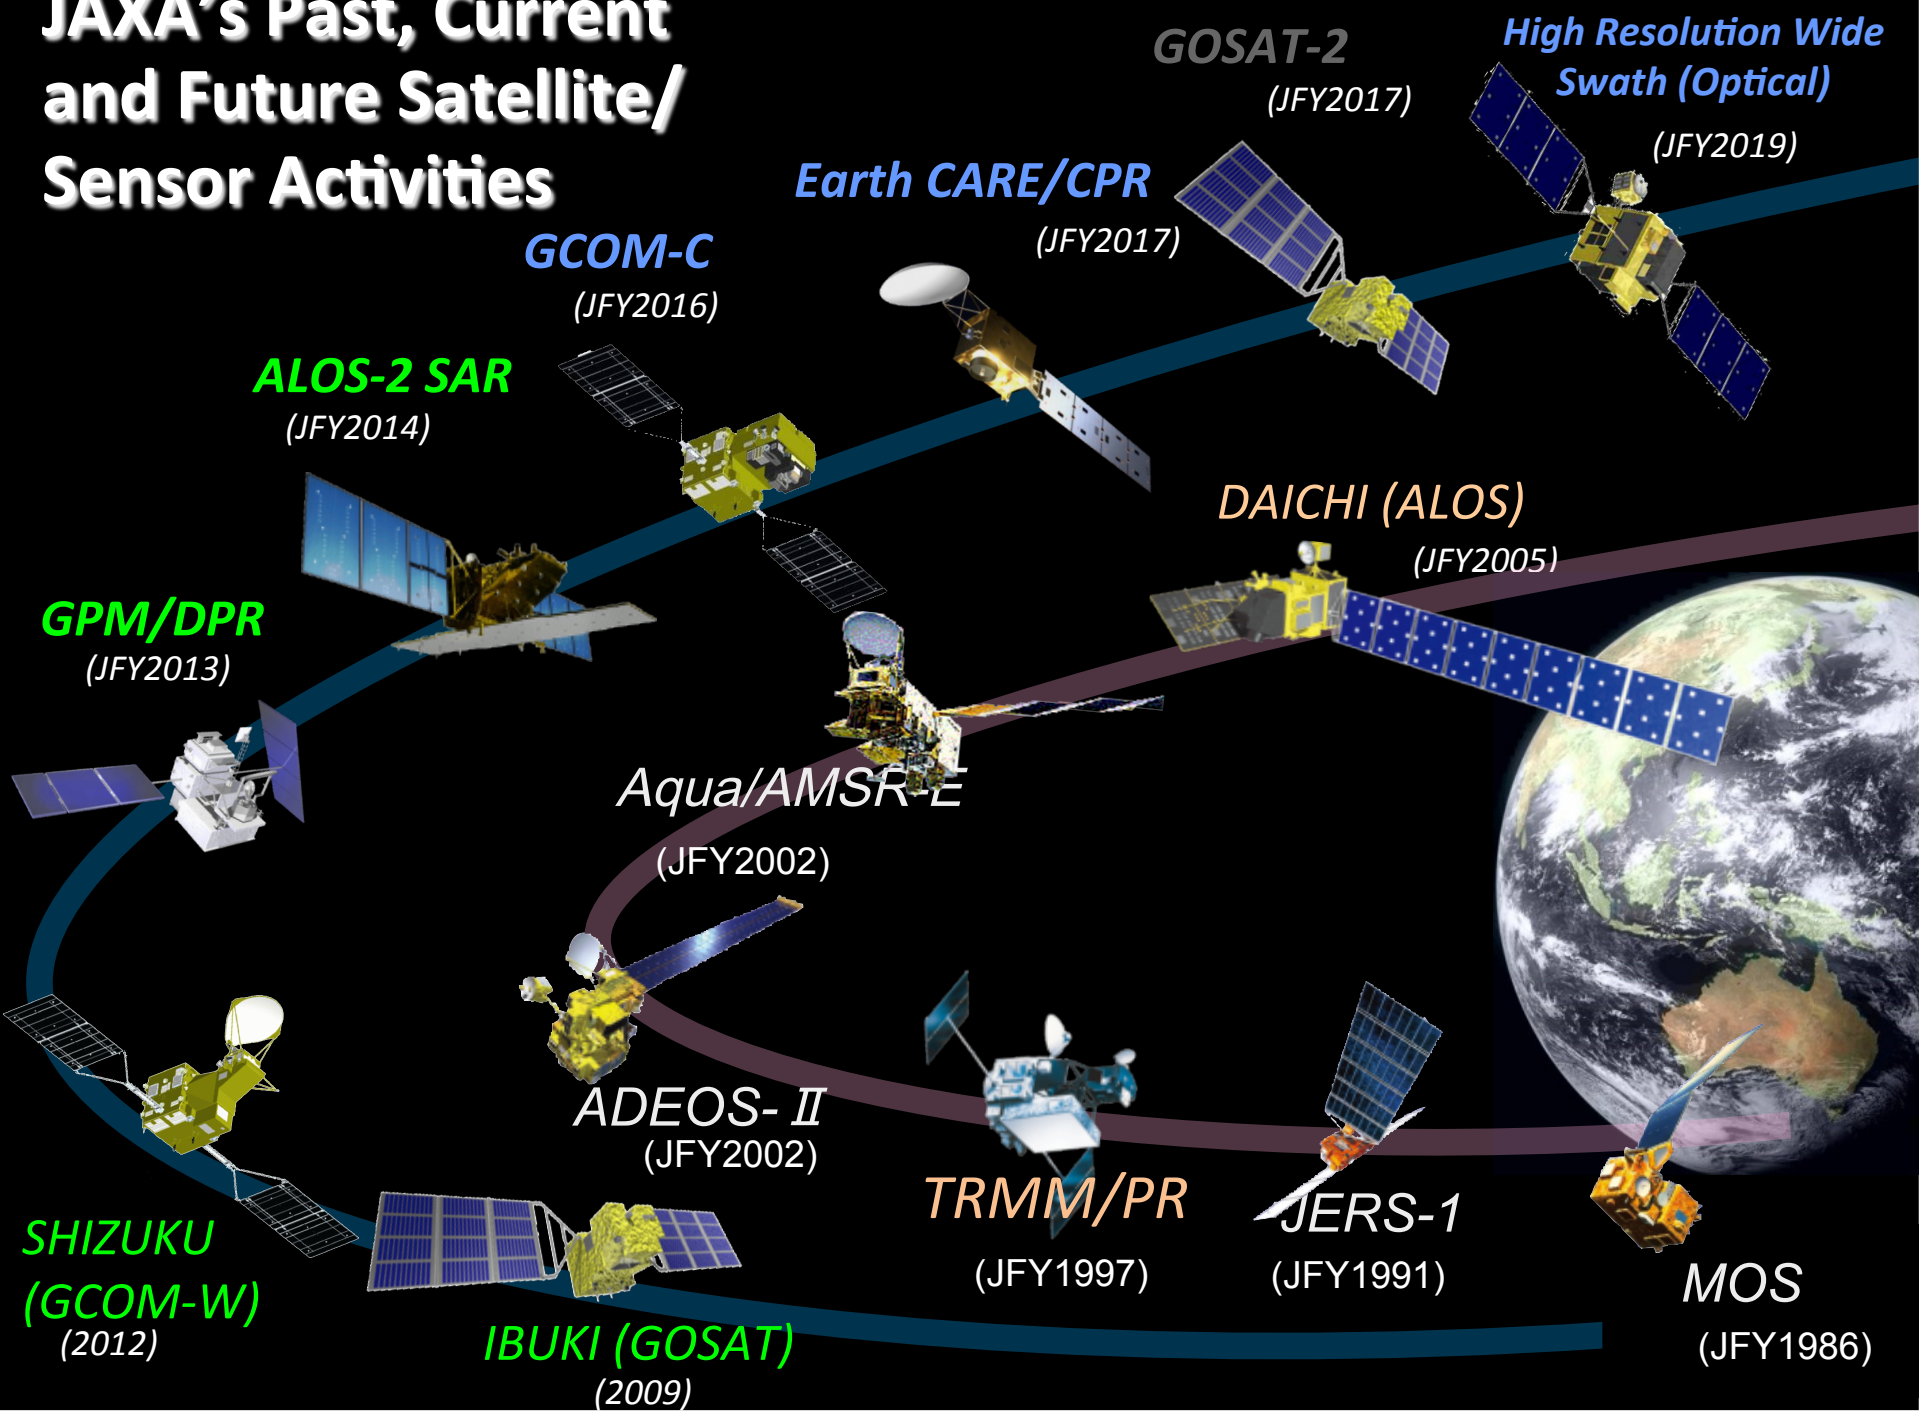 JAXA's Past, Current
and Future Satellite/
Sensor Activities
GOSAT-2
(JFY2017)
High Resolution Wide
Swath (Optical)
(JFY2019)
Earth CARE/CPR
(JFY2017)
GCOM-C
(JFY2016)
ALOS-2 SAR
(JFY2014)
DAICHI (ALOS)
(JFY2005)
GPM/DPR
(JFY2013)
Aqua/AMSR-E
(JFY2002)
ADEOS-Ⅱ
(JFY2002)
TRMM/PR
(JFY1997)
JERS-1
(JFY1991)
MOS
(JFY1986)
SHIZUKU
(GCOM-W)
(2012)
IBUKI (GOSAT)
(2009)